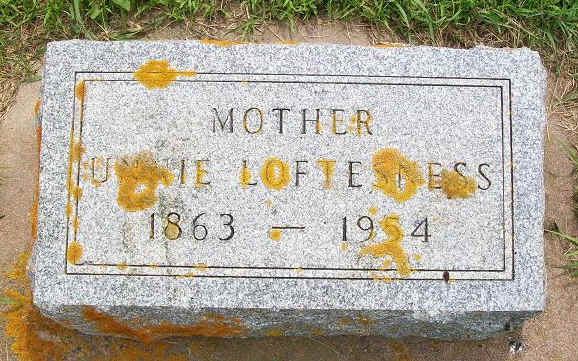 MOTHER
LOFTESNESS
1863 — 1954